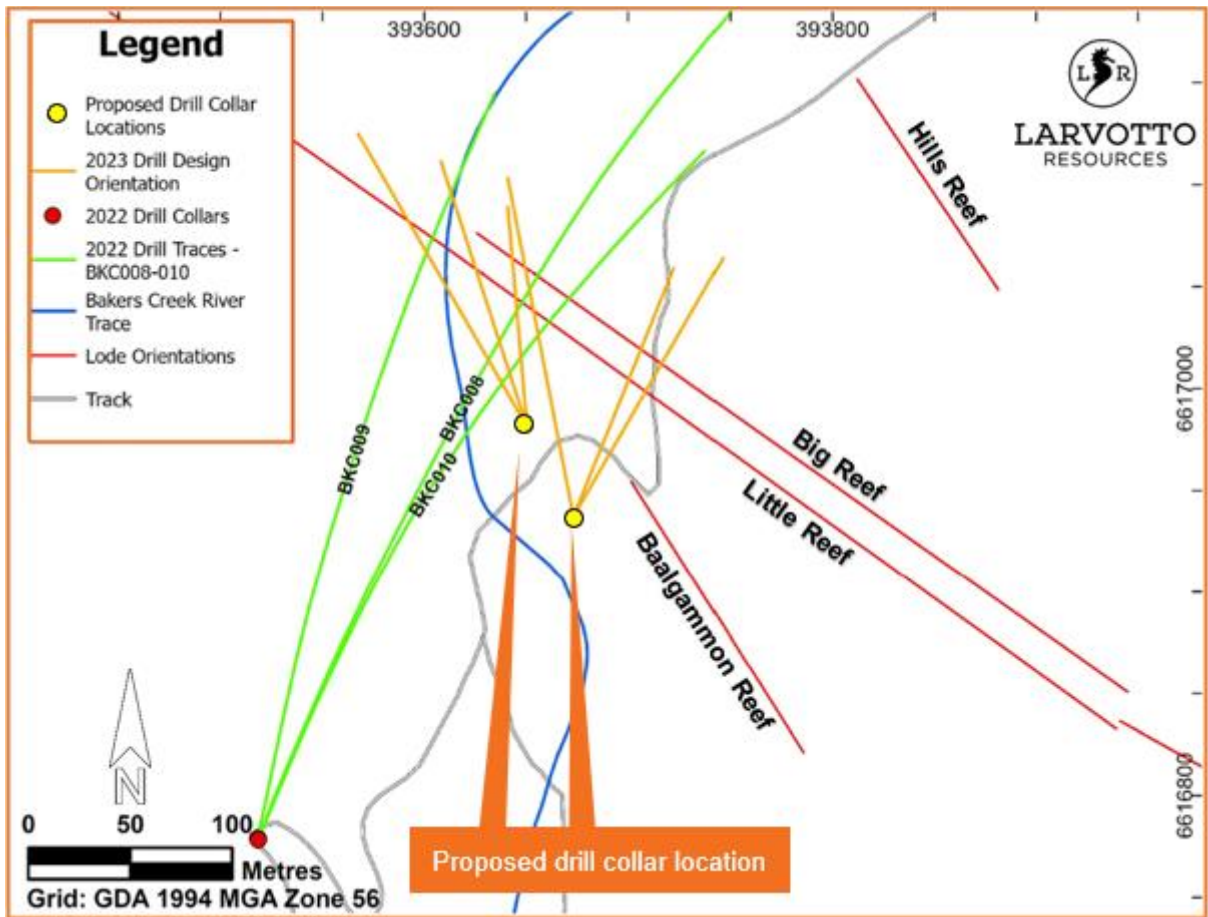 393600
393800
Legend
Proposed Drill Collar
Locations
2023 Drill Design
Orientation
2022 Drill Collars
2022 Drill Traces -
BKC008-010
Bakers Creek River
Trace
Lode Orientations
Track
L R
LARVOTTO
RESOURCES
Hills Reef
6617000
BKC009
BKC008
BKC010
Big Reef
Little Reef
Baalgammon Reef
6616800
N
0 50 100
Metres
Grid: GDA 1994 MGA Zone 56
Proposed drill collar location